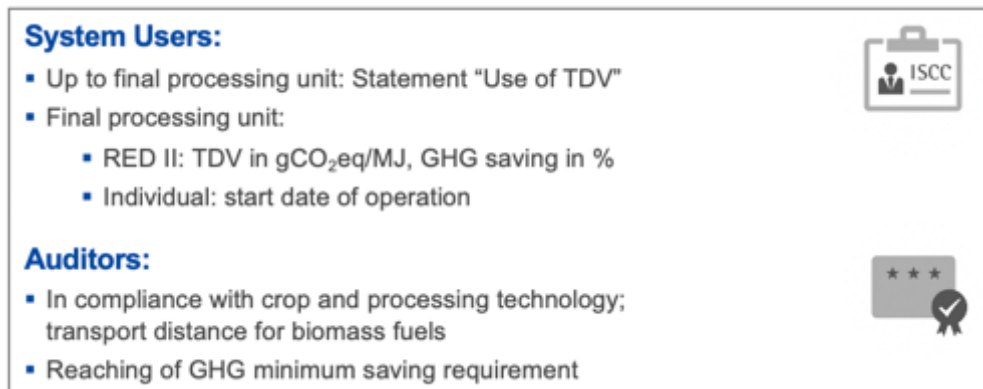 System Users:
▪ Up to final processing unit: Statement “Use of TDV”
▪ Final processing unit:
▪ RED II: TDV in gCO₂eq/MJ, GHG saving in %
▪ Individual: start date of operation
ISCC
Auditors:
▪ In compliance with crop and processing technology;
transport distance for biomass fuels
▪ Reaching of GHG minimum saving requirement